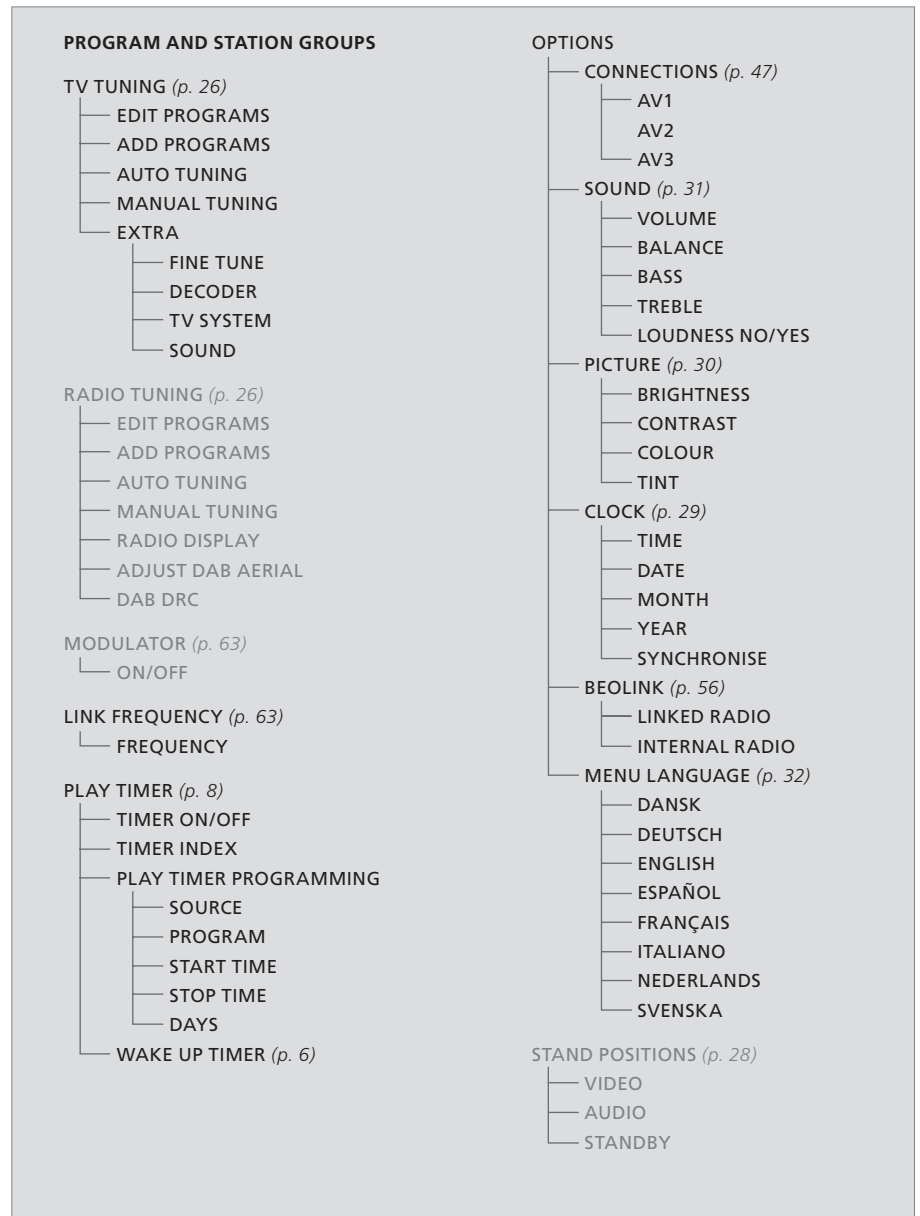 PROGRAM AND STATION GROUPS
TV TUNING (p. 26)
EDIT PROGRAMS
ADD PROGRAMS
AUTO TUNING
MANUAL TUNING
EXTRA
FINE TUNE
DECODER
TV SYSTEM
SOUND
RADIO TUNING (p. 26)
EDIT PROGRAMS
ADD PROGRAMS
AUTO TUNING
MANUAL TUNING
RADIO DISPLAY
ADJUST DAB AERIAL
DAB DRC
MODULATOR (p. 63)
ON/OFF
LINK FREQUENCY (p. 63)
FREQUENCY
PLAY TIMER (p. 8)
TIMER ON/OFF
TIMER INDEX
PLAY TIMER PROGRAMMING
SOURCE
PROGRAM
START TIME
STOP TIME
DAYS
WAKE UP TIMER (p. 6)
OPTIONS
CONNECTIONS (p. 47)
AV1
AV2
AV3
SOUND (p. 31)
VOLUME
BALANCE
BASS
TREBLE
LOUDNESS NO/YES
PICTURE (p. 30)
BRIGHTNESS
CONTRAST
COLOUR
TINT
CLOCK (p. 29)
TIME
DATE
MONTH
YEAR
SYNCHRONISE
BEOLINK (p. 56)
LINKED RADIO
INTERNAL RADIO
MENU LANGUAGE (p. 32)
DANSK
DEUTSCH
ENGLISH
ESPAÑOL
FRANÇAIS
ITALIANO
NEDERLANDS
SVENSKA
STAND POSITIONS (p. 28)
VIDEO
AUDIO
STANDBY